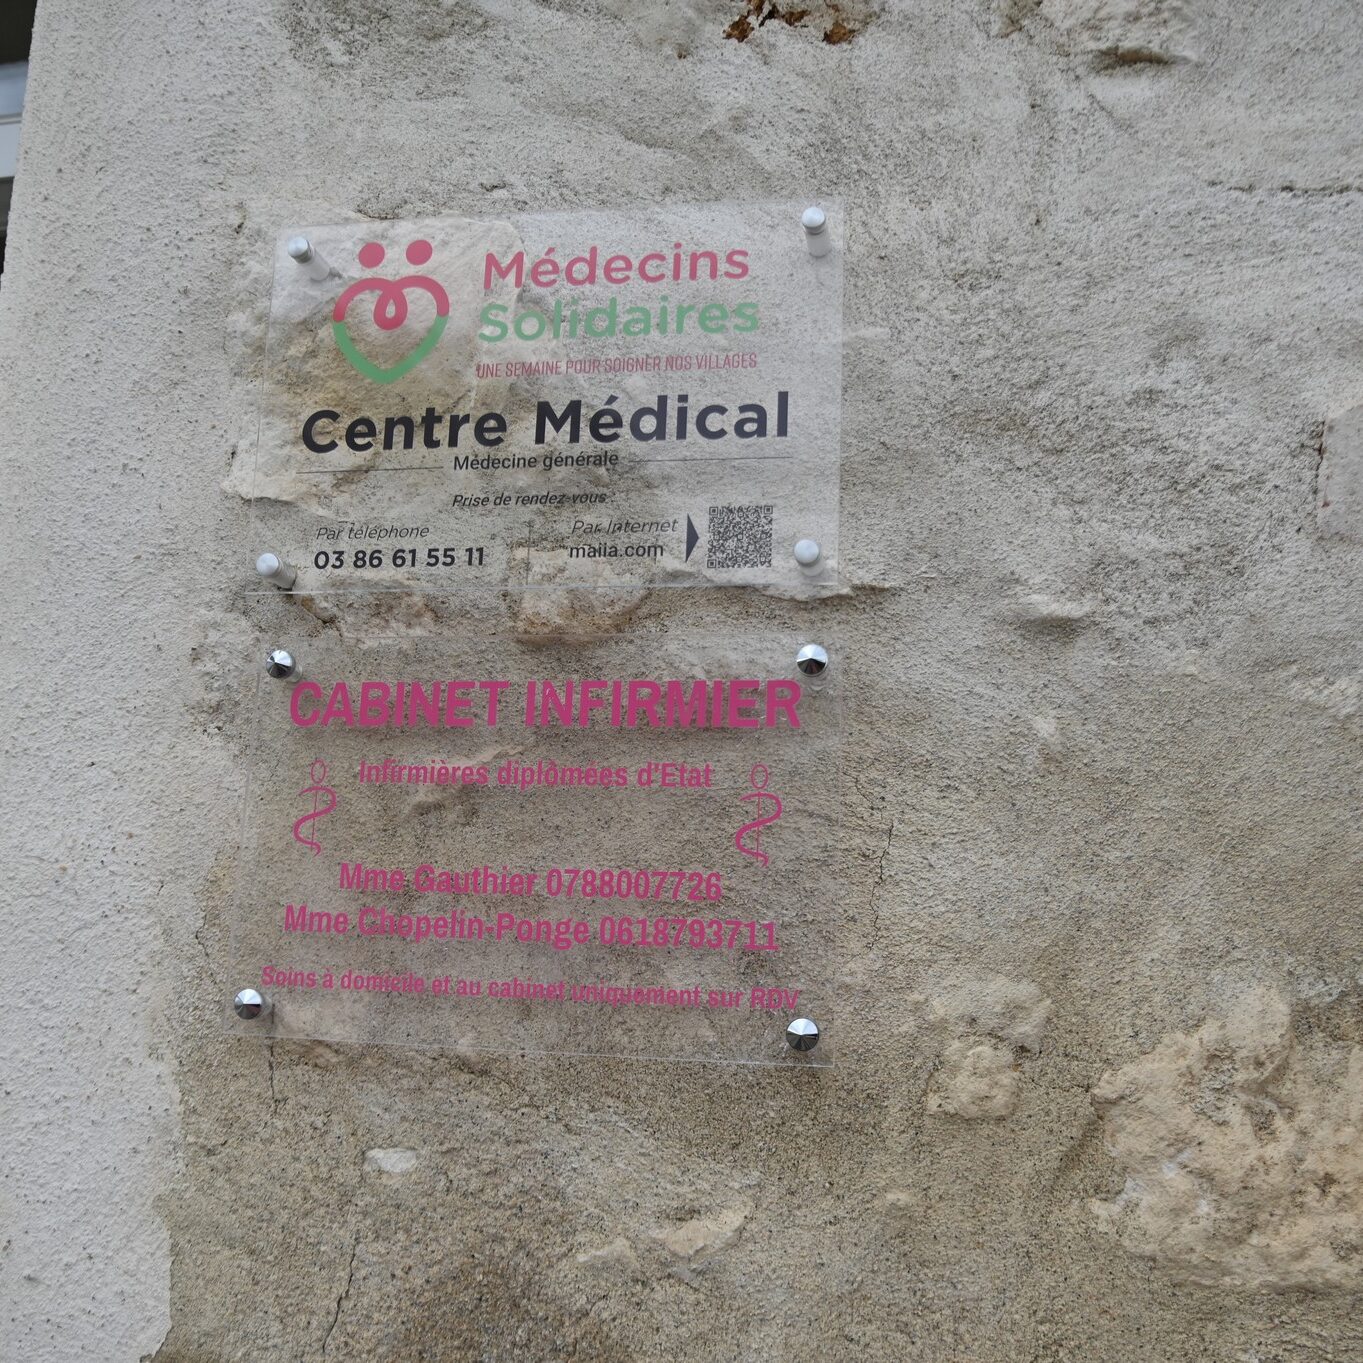 Médecins
Solidaires
UNE SEMAINE POUR SOIGNER NOS VILLAGES
Centre Médical
Médecine générale
Prise de rendez-vous
Par téléphone
03 86 61 55 11
Par Internet
maiia.com
CABINET INFIRMIER
Infirmières diplômées d'Etat
Mme Gauthier 0788007726
Mme Chopelin-Ponge 0618793711
Soins à domicile et au cabinet uniquement sur RDV